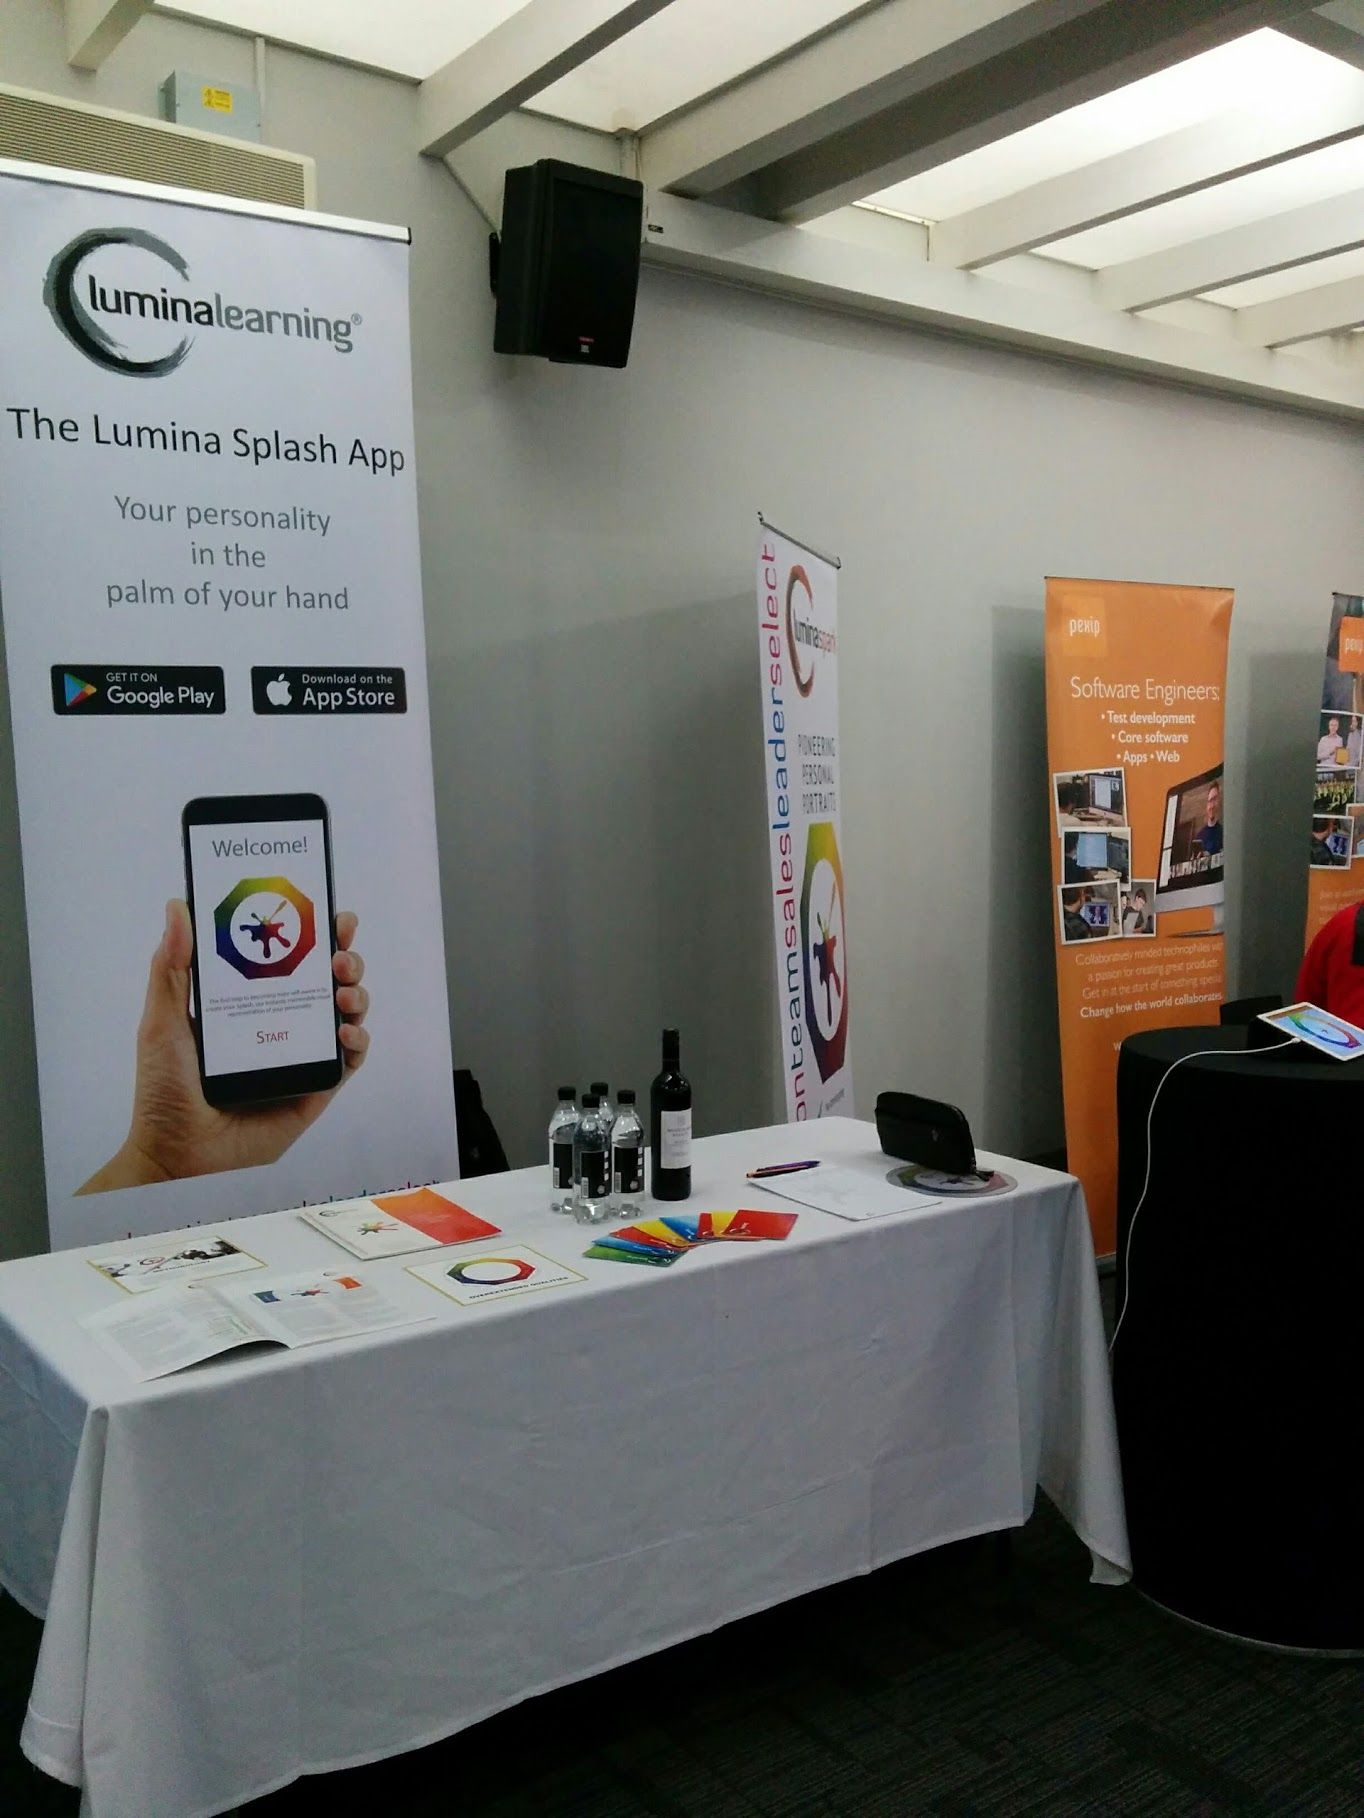 luminalearning®
The Lumina Splash App
Your personality
in the
palm of your hand
GET IT ON
Google Play
Download on the
App Store
Welcome!
START
luminaspark
PIONEERING
PERSONAL
PORTRAITS
teamsalesleaderselect
pexip
Software Engineers:
• Test development
• Core software
• Apps • Web
Collaboratively minded technophiles with
a passion for creating great products.
Get in at the start of something special
Change how the world collaborates
pexip
OVEREXTENDED QUALITIES